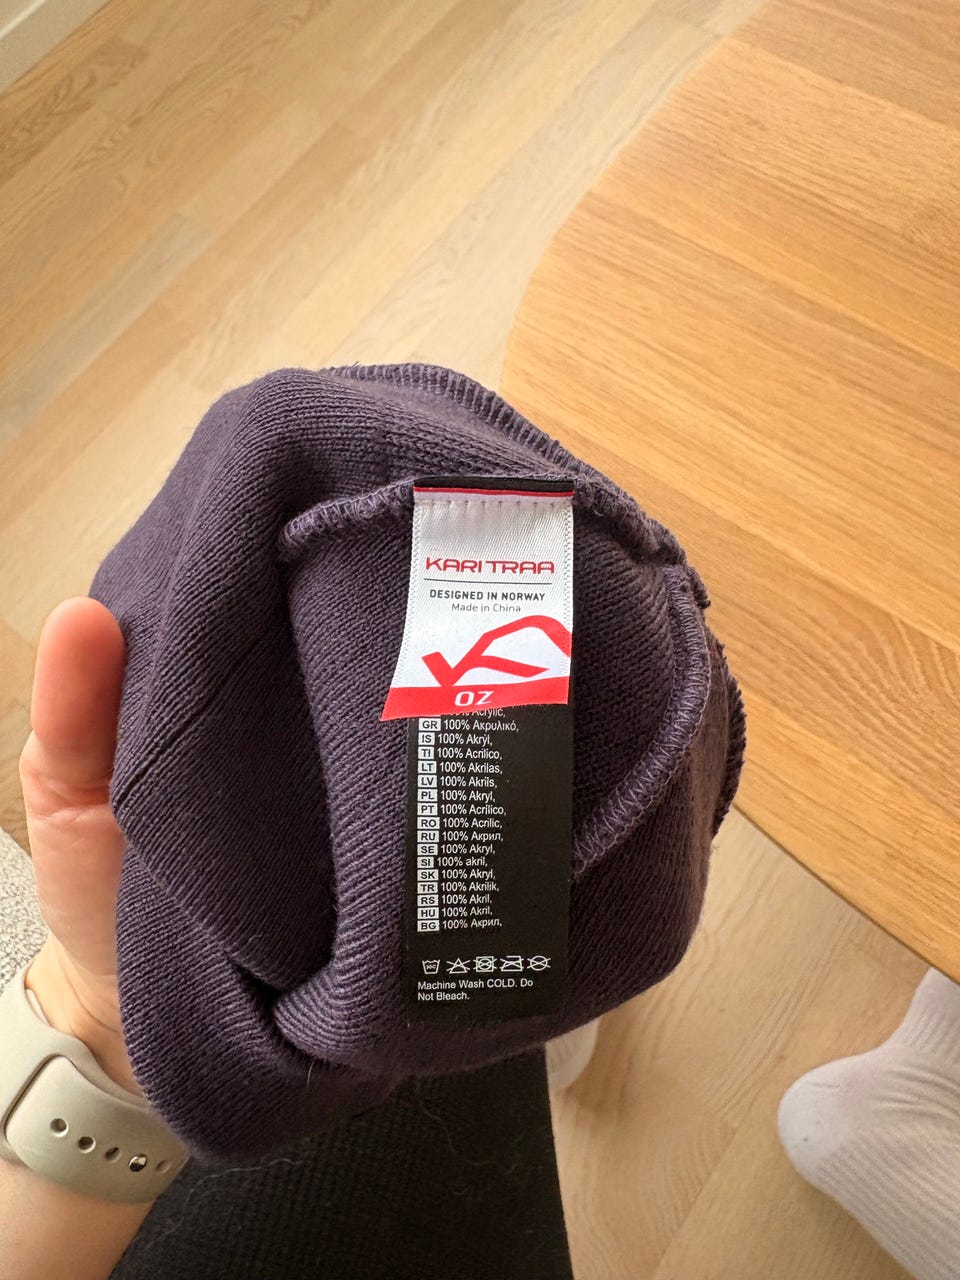 KARI TRAA
DESIGNED IN NORWAY
Made in China
OZ
100% Acrylic,
GR 100% Ακρυλικό,
IS 100% Akrýl,
TI 100% Acrilico,
LT 100% Akrilas,
LV 100% Akrils,
PL 100% Akryl,
PT 100% Acrílico,
RO 100% Acrilic,
RU 100% Акрил,
SE 100% Akryl,
SI 100% akril,
SK 100% Akryl,
TR 100% Akrilik,
RS 100% Akril,
HU 100% Akril,
BG 100% Акрил,
Machine Wash COLD. Do
Not Bleach.